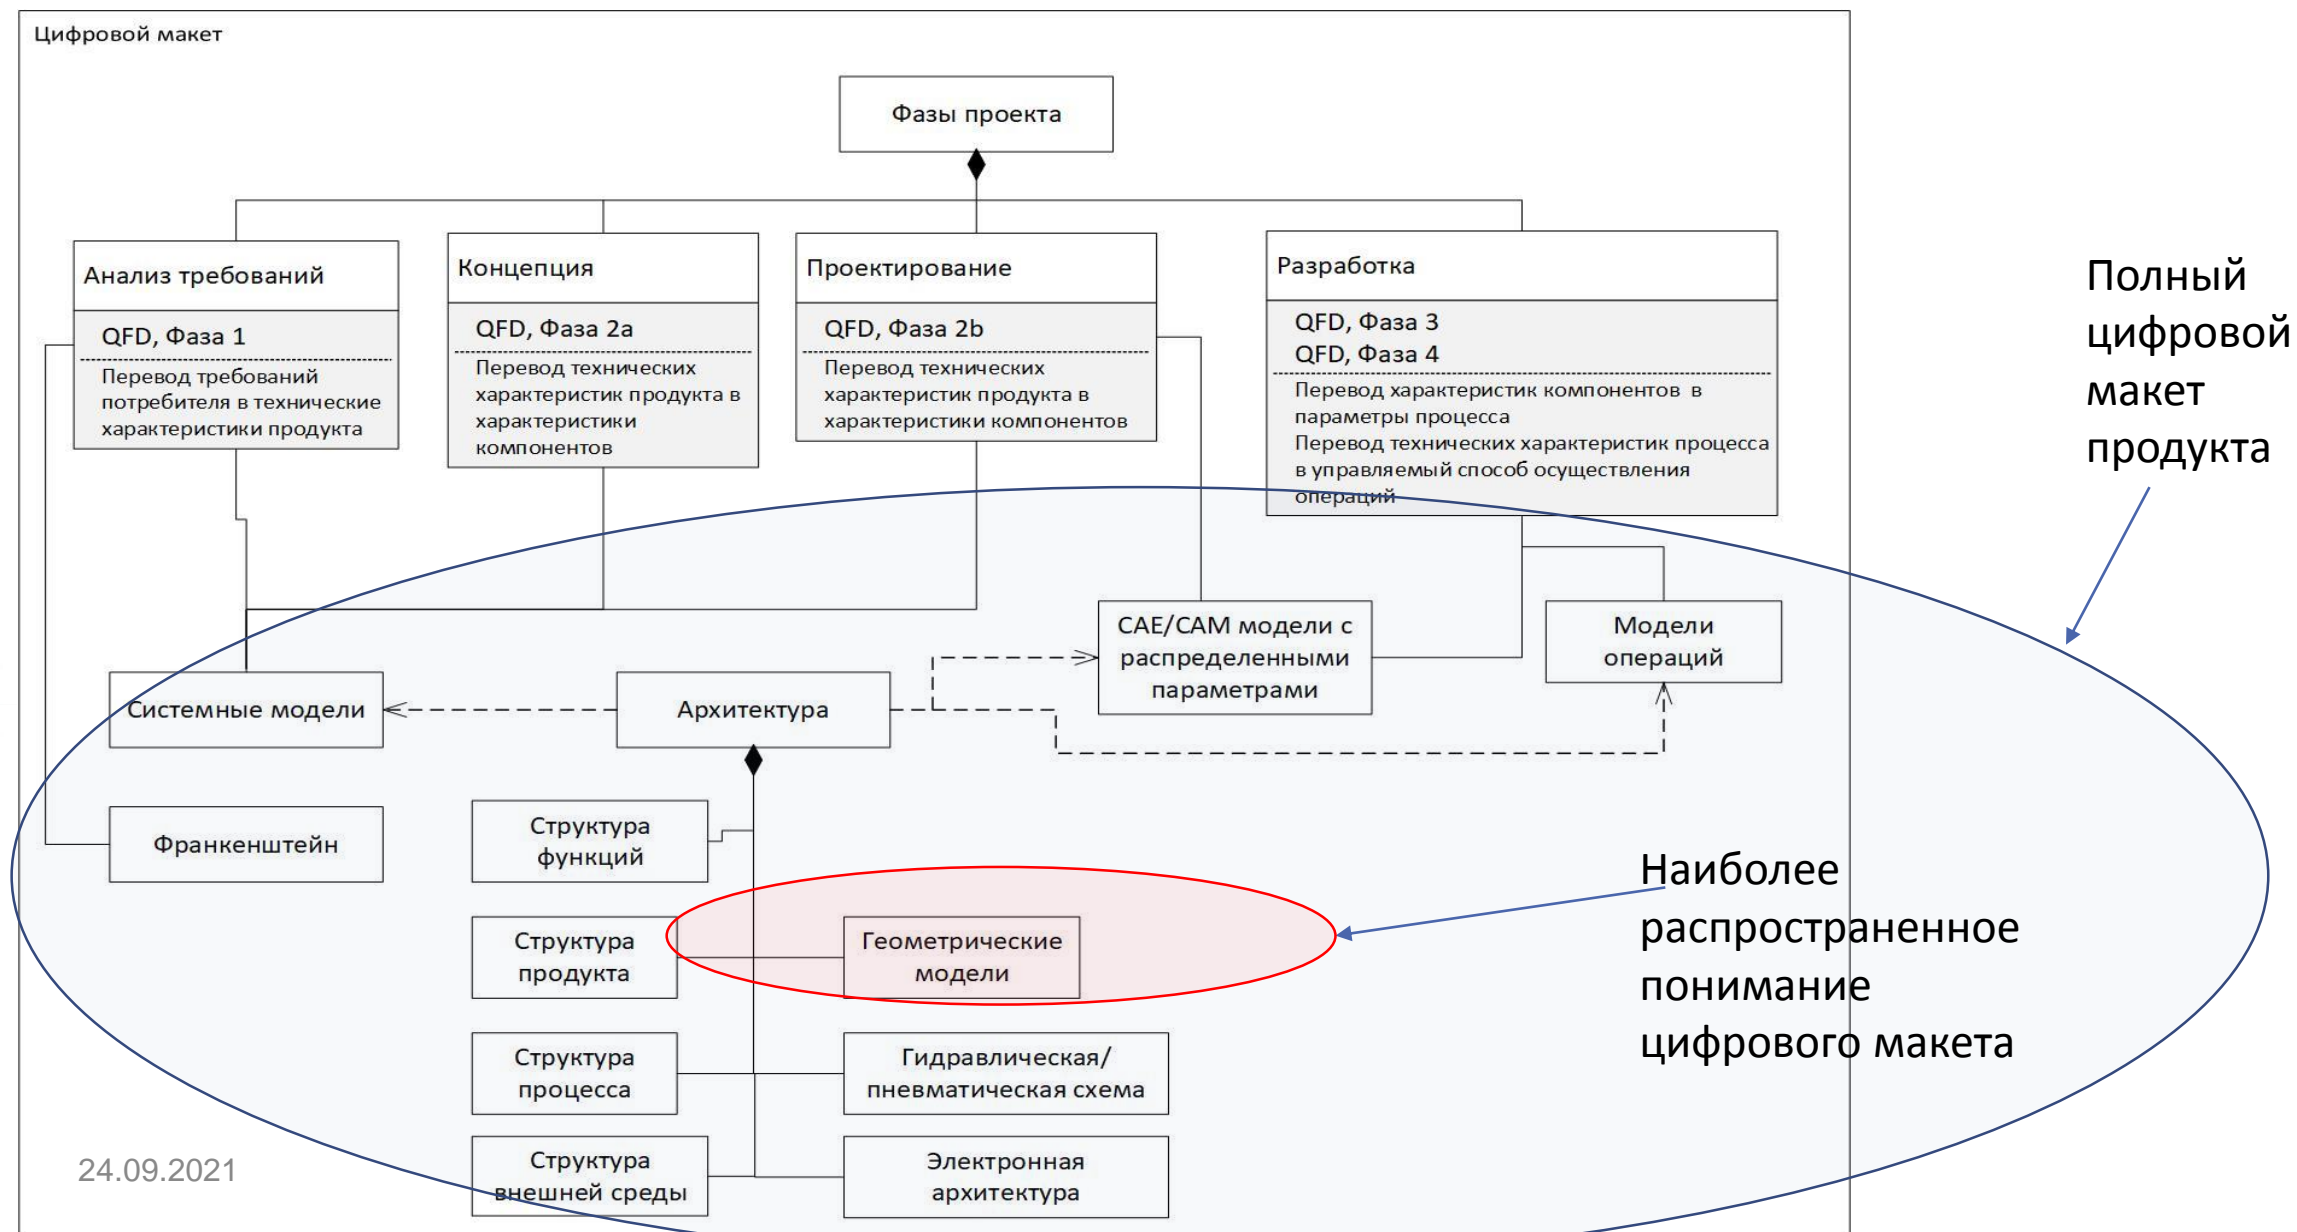 Цифровой макет
Фазы проекта
Анализ требований
QFD, Фаза 1
Перевод требований
потребителя в технические
характеристики продукта
Концепция
QFD, Фаза 2а
Перевод технических
характеристик продукта в
характеристики
компонентов
Проектирование
QFD, Фаза 2b
Перевод технических
характеристик продукта в
характеристики компонентов
Разработка
QFD, Фаза 3
QFD, Фаза 4
Перевод характеристик компонентов в
параметры процесса
Перевод технических характеристик процесса
в управляемый способ осуществления
операций
Полный
цифровой
макет
продукта
Системные модели
Архитектура
CAE/CAM модели с
распределенными
параметрами
Модели
операций
Франкенштейн
Структура
функций
Структура
продукта
Геометрические
модели
Наиболее
распространенное
понимание
цифрового макета
Структура
процесса
Гидравлическая/
пневматическая схема
Структура
внешней среды
Электронная
архитектура
24.09.2021